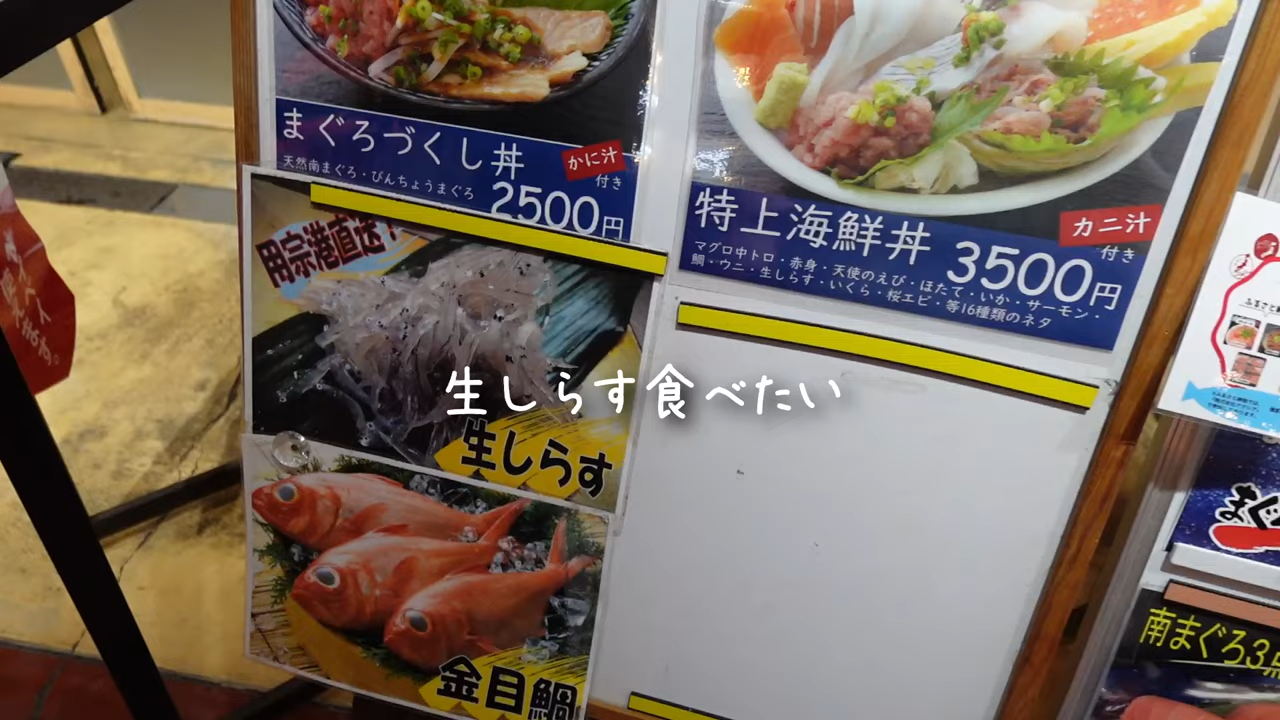 まぐろづくし丼
かに汁
付き
天然南まぐろ・びんちょうまぐろ
2500円
特上海鮮丼 3500円
カニ汁
付き
マグロ中トロ・赤身・天使のえび・ほたて・いか・サーモン・
鯛・ウニ・生しらす・いくら・桜エビ・等16種類のネタ
用宗港直送!
生しらす食べたい
生しらす
金目鯛
南まぐろ3